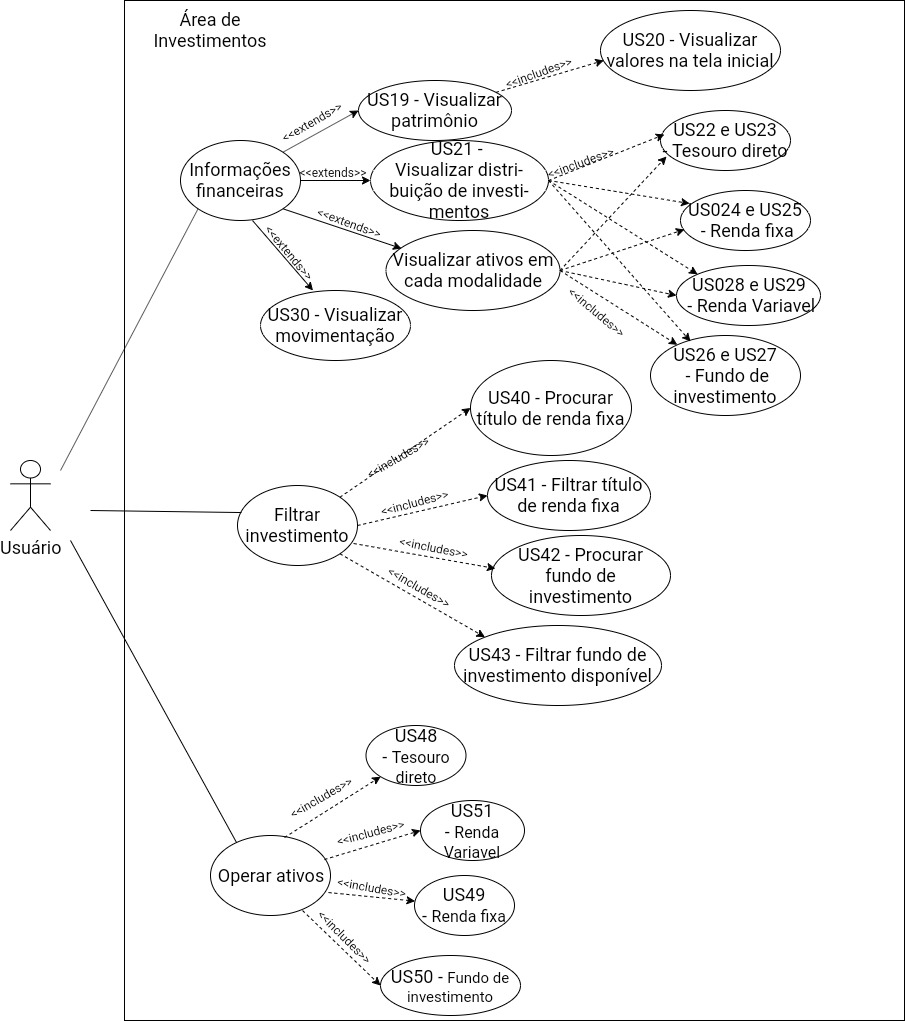 Área de
Investimentos
US20 - Visualizar
valores na tela inicial
<<includes>>
US19 - Visualizar
patrimônio
<<extends>>
US22 e US23
- Tesouro direto
US21 -
Visualizar distri-
buição de investi-
mentos
<<includes>>
Informações
financeiras
<<extends>>
US024 e US25
- Renda fixa
<<extends>>
<<extends>>
Visualizar ativos em
cada modalidade
US028 e US29
- Renda Variavel
<<includes>>
US30 - Visualizar
movimentação
US26 e US27
- Fundo de
investimento
US40 - Procurar
título de renda fixa
<<includes>>
US41 - Filtrar título
de renda fixa
<<includes>>
Filtrar
investimento
<<includes>>
US42 - Procurar
fundo de
investimento
<<includes>>
Usuário
US43 - Filtrar fundo de
investimento disponível
US48
- Tesouro
direto
<<includes>>
US51
- Renda
Variavel
<<includes>>
Operar ativos
<<includes>>
US49
- Renda fixa
<<includes>>
US50 - Fundo de
investimento